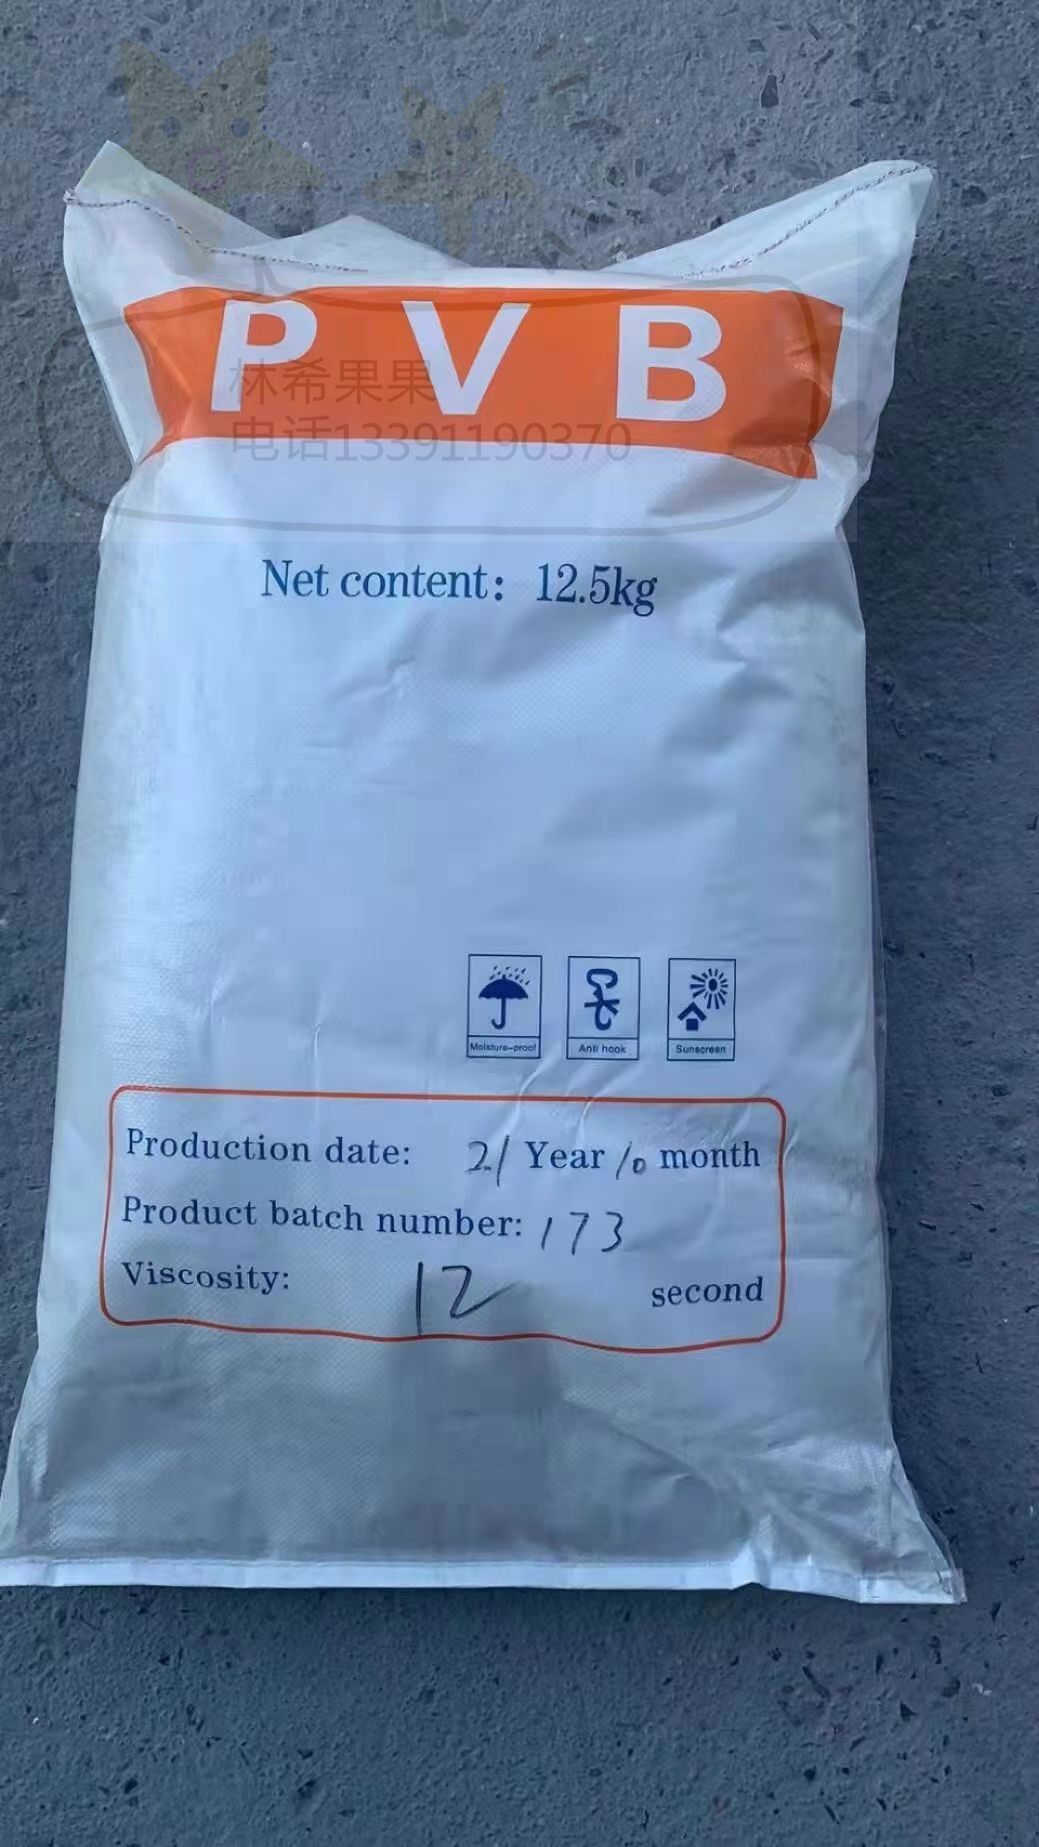 P V B
林希果果
电话13391190370
Net content: 12.5kg
Moisture-proof Anti hook Sunscreen
Production date: 21 Year 10 month
Product batch number: 173
Viscosity: 12 second